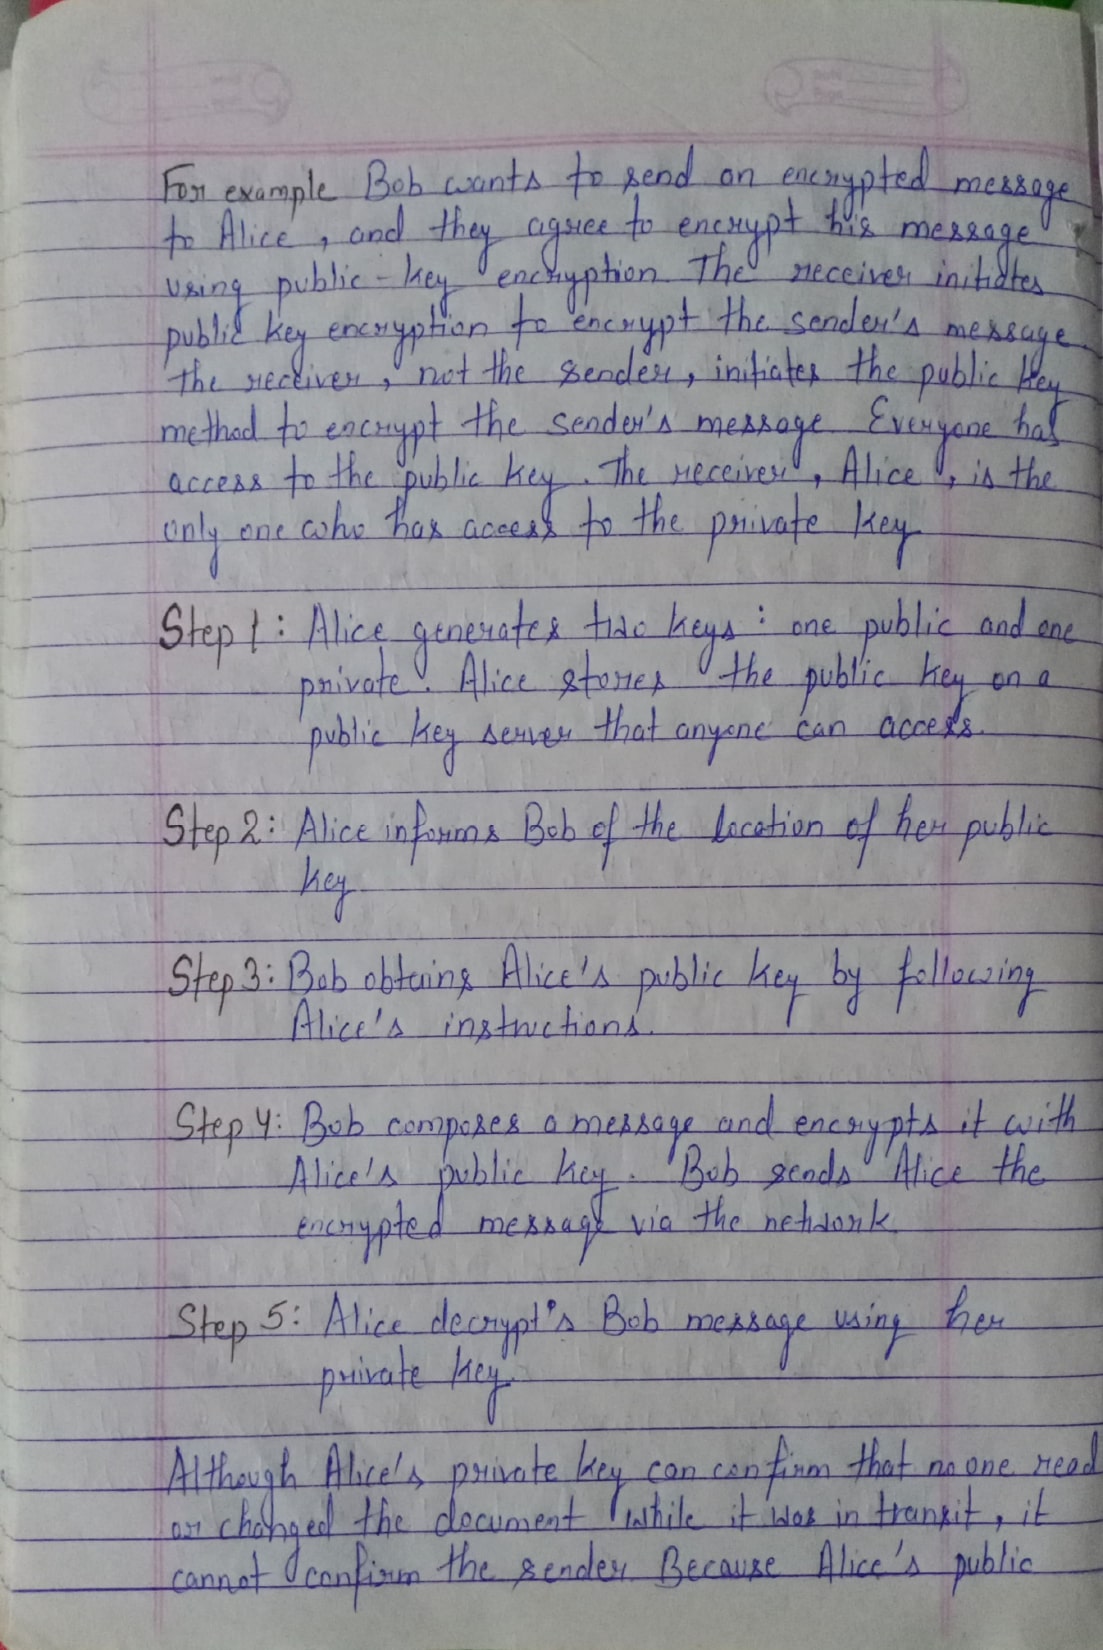 For example Bob wants to send an encrypted message
to Alice, and they agree to encrypt his message
using public-key encryption The receiver initiates
public key encryption to encrypt the sender's message.
The receiver, not the sender, initiates the public key
method to encrypt the sender's message Everyone has
access to the public key. The receiver, Alice, is the
only one who has access to the private key
Step 1: Alice generates two keys: one public and one
private. Alice stores the public key on a
public key server that anyone can access.
Step 2: Alice informs Bob of the location of her public
key
Step 3: Bob obtains Alice's public key by following
Alice's instructions.
Step 4: Bob composes a message and encrypts it with
Alice's public key. Bob sends Alice the
encrypted message via the network
Step 5: Alice decrypt's Bob message using her
private key.
Although Alice's private key can confirm that no one read
or changed the document while it was in transit, it
cannot confirm the sender. Because Alice's public